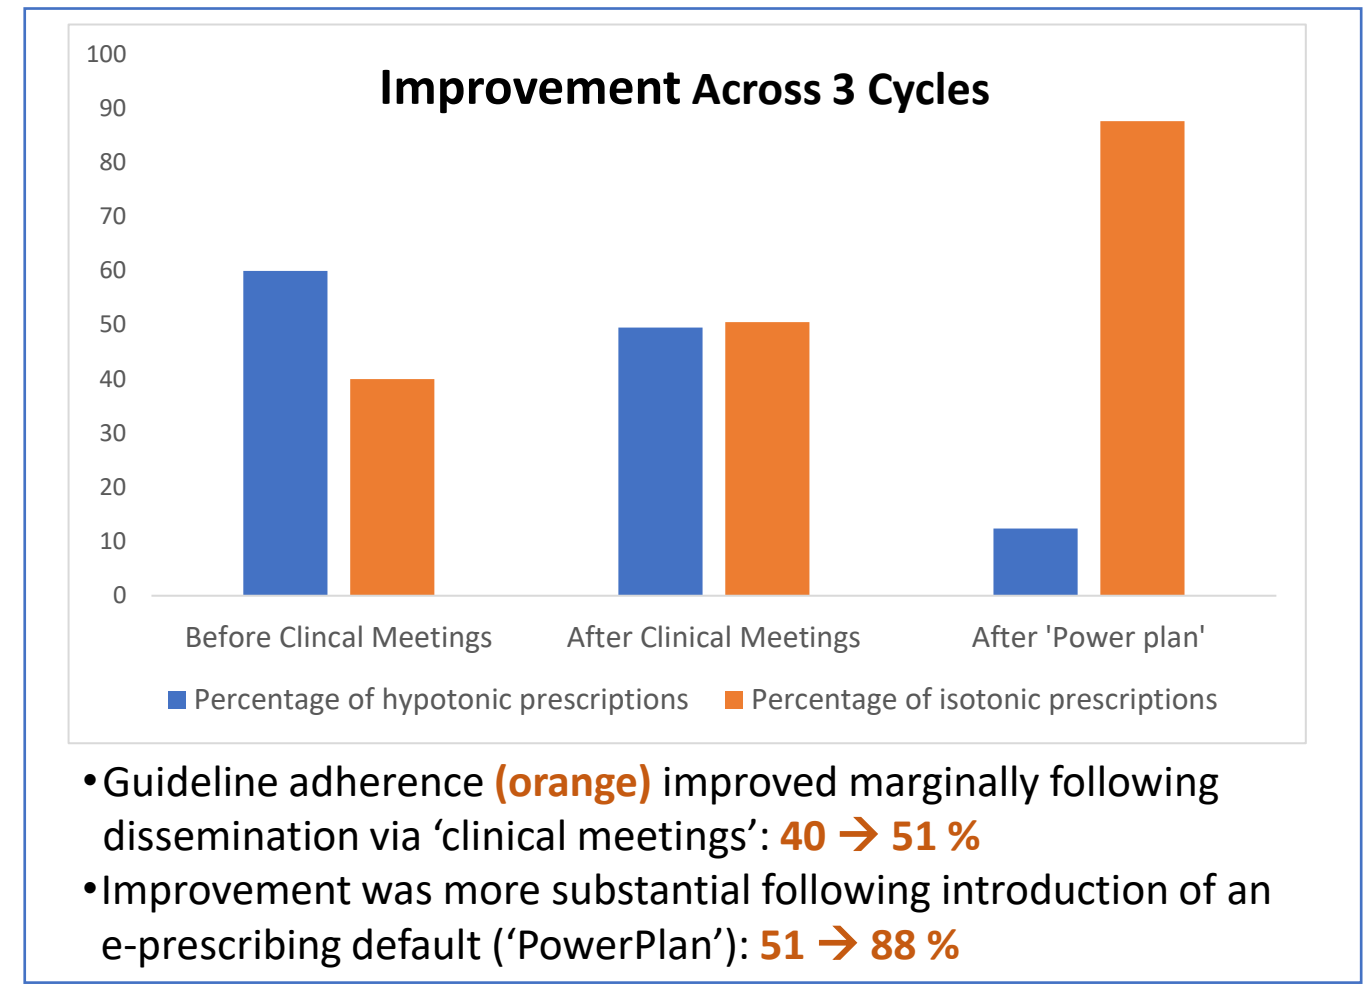 Improvement Across 3 Cycles
100
90
80
70
60
50
40
30
20
10
0
Before Clincal Meetings
After Clinical Meetings
After 'Power plan'
Percentage of hypotonic prescriptions
Percentage of isotonic prescriptions
•Guideline adherence (orange) improved marginally following
dissemination via ‘clinical meetings’: 40 → 51 %
•Improvement was more substantial following introduction of an
e-prescribing default (‘PowerPlan’): 51 → 88 %